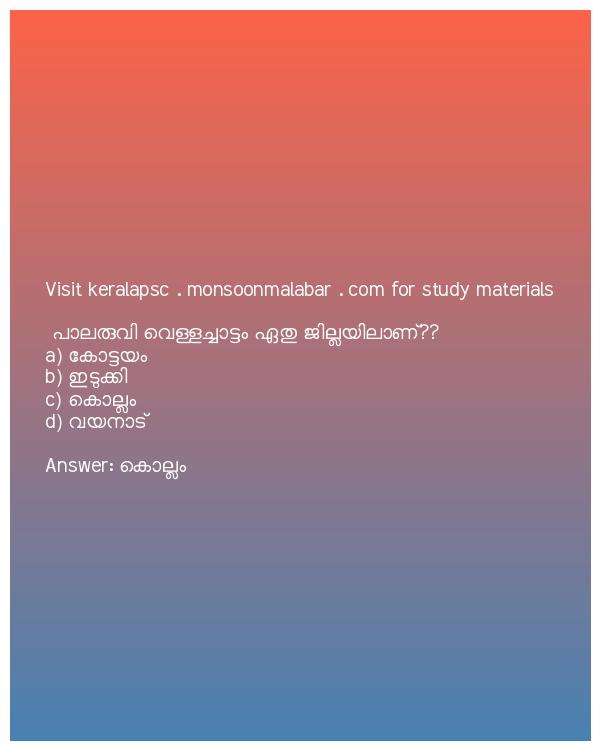 Visit keralapsc . monsoonmalabar . com for study materials
പാലരുവി വെള്ളച്ചാട്ടം ഏതു ജില്ലയിലാണ്??
a) കോട്ടയം
b) ഇടുക്കി
c) കൊല്ലം
d) വയനാട്
Answer: കൊല്ലം